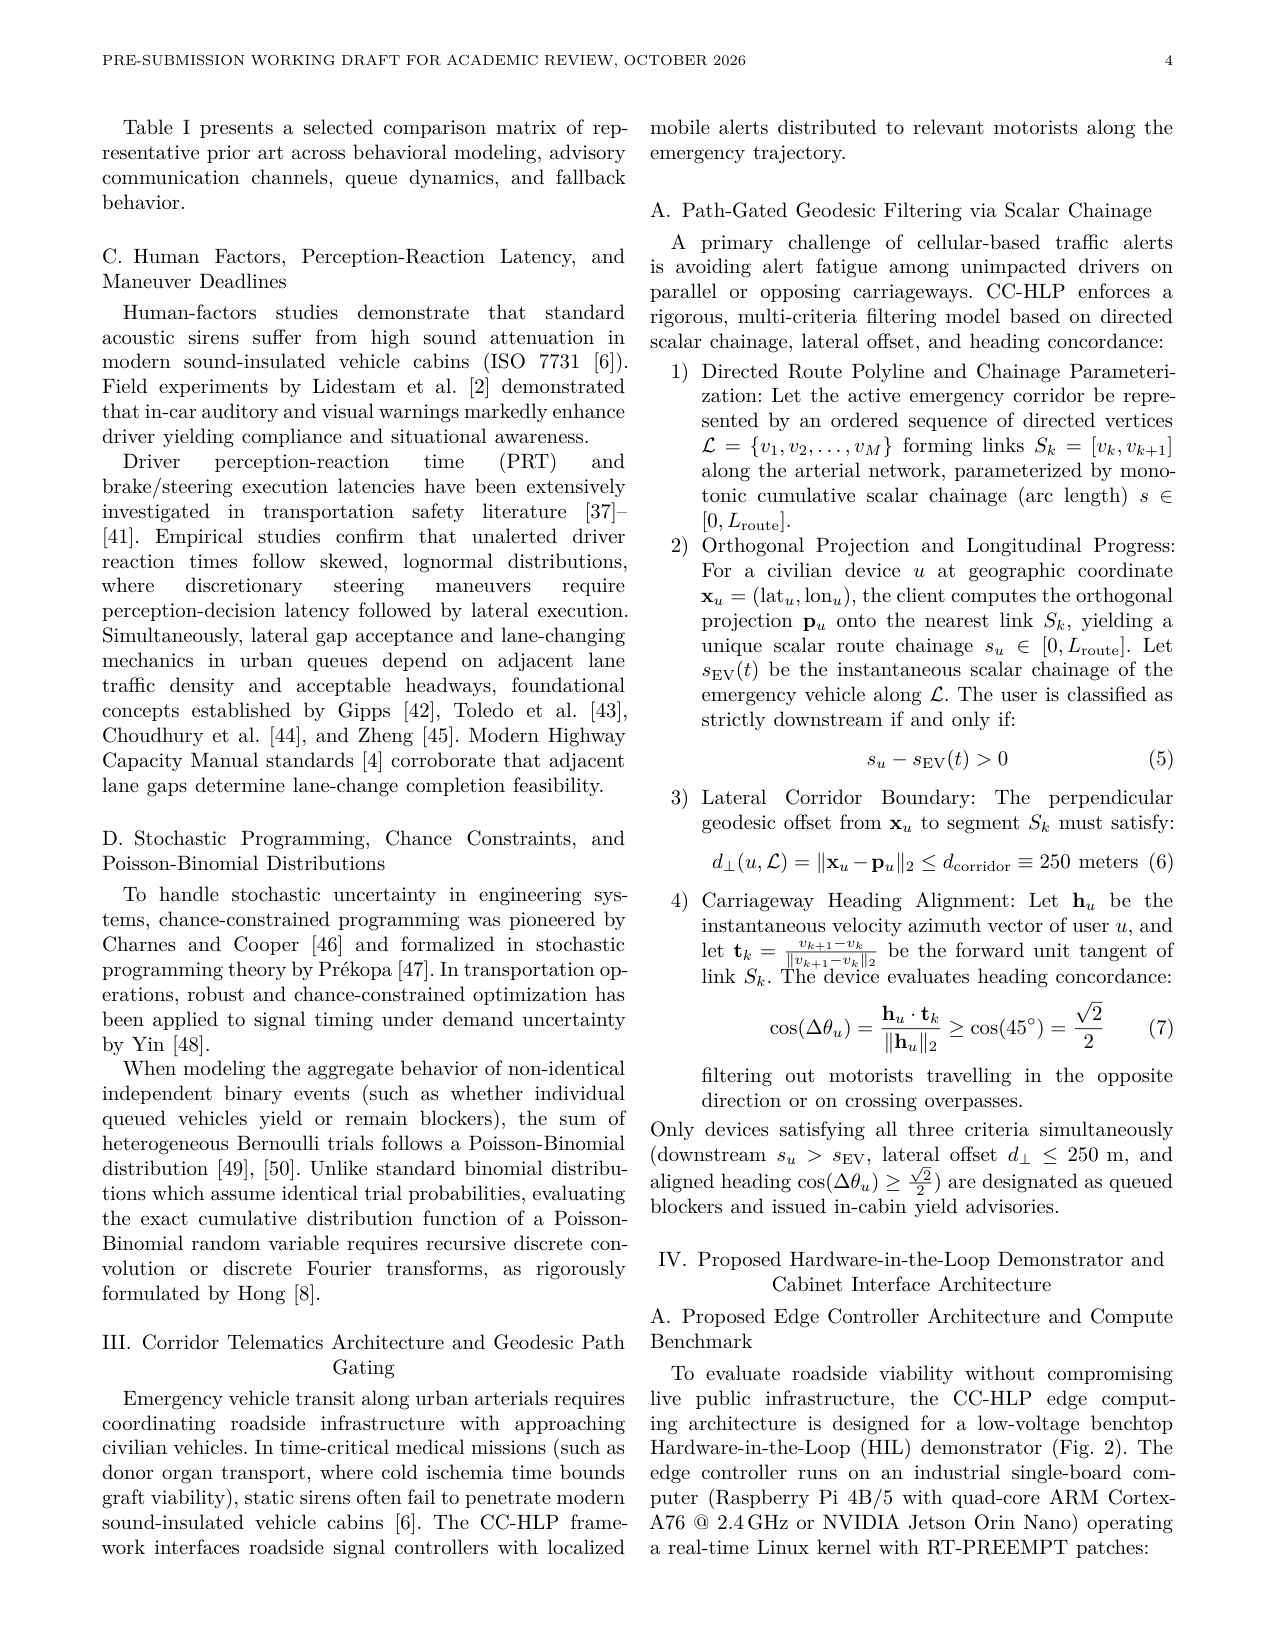 PRE-SUBMISSION WORKING DRAFT FOR ACADEMIC REVIEW, OCTOBER 2026 4
Table I presents a selected comparison matrix of rep-
resentative prior art across behavioral modeling, advisory
communication channels, queue dynamics, and fallback
behavior.
C. Human Factors, Perception-Reaction Latency, and
Maneuver Deadlines
Human-factors studies demonstrate that standard
acoustic sirens suffer from high sound attenuation in
modern sound-insulated vehicle cabins (ISO 7731 [6]).
Field experiments by Lidestam et al. [2] demonstrated
that in-car auditory and visual warnings markedly enhance
driver yielding compliance and situational awareness.
Driver perception-reaction time (PRT) and
brake/steering execution latencies have been extensively
investigated in transportation safety literature [37]–
[41]. Empirical studies confirm that unalerted driver
reaction times follow skewed, lognormal distributions,
where discretionary steering maneuvers require
perception-decision latency followed by lateral execution.
Simultaneously, lateral gap acceptance and lane-changing
mechanics in urban queues depend on adjacent lane
traffic density and acceptable headways, foundational
concepts established by Gipps [42], Toledo et al. [43],
Choudhury et al. [44], and Zheng [45]. Modern Highway
Capacity Manual standards [4] corroborate that adjacent
lane gaps determine lane-change completion feasibility.
D. Stochastic Programming, Chance Constraints, and
Poisson-Binomial Distributions
To handle stochastic uncertainty in engineering sys-
tems, chance-constrained programming was pioneered by
Charnes and Cooper [46] and formalized in stochastic
programming theory by Prékopa [47]. In transportation op-
erations, robust and chance-constrained optimization has
been applied to signal timing under demand uncertainty
by Yin [48].
When modeling the aggregate behavior of non-identical
independent binary events (such as whether individual
queued vehicles yield or remain blockers), the sum of
heterogeneous Bernoulli trials follows a Poisson-Binomial
distribution [49], [50]. Unlike standard binomial distribu-
tions which assume identical trial probabilities, evaluating
the exact cumulative distribution function of a Poisson-
Binomial random variable requires recursive discrete con-
volution or discrete Fourier transforms, as rigorously
formulated by Hong [8].
III. Corridor Telematics Architecture and Geodesic Path
Gating
Emergency vehicle transit along urban arterials requires
coordinating roadside infrastructure with approaching
civilian vehicles. In time-critical medical missions (such as
donor organ transport, where cold ischemia time bounds
graft viability), static sirens often fail to penetrate modern
sound-insulated vehicle cabins [6]. The CC-HLP frame-
work interfaces roadside signal controllers with localized
mobile alerts distributed to relevant motorists along the
emergency trajectory.
A. Path-Gated Geodesic Filtering via Scalar Chainage
A primary challenge of cellular-based traffic alerts
is avoiding alert fatigue among unimpacted drivers on
parallel or opposing carriageways. CC-HLP enforces a
rigorous, multi-criteria filtering model based on directed
scalar chainage, lateral offset, and heading concordance:
1) Directed Route Polyline and Chainage Parameteri-
zation: Let the active emergency corridor be repre-
sented by an ordered sequence of directed vertices
ℒ = {v₁, v₂, . . . , v_M} forming links S_k = [v_k, v_{k+1}]
along the arterial network, parameterized by mono-
tonic cumulative scalar chainage (arc length) s ∈
[0, L_route].
2) Orthogonal Projection and Longitudinal Progress:
For a civilian device u at geographic coordinate
x_u = (lat_u, lon_u), the client computes the orthogonal
projection p_u onto the nearest link S_k, yielding a
unique scalar route chainage s_u ∈ [0, L_route]. Let
s_EV(t) be the instantaneous scalar chainage of the
emergency vehicle along ℒ. The user is classified as
strictly downstream if and only if:
s_u − s_EV(t) > 0 (5)
3) Lateral Corridor Boundary: The perpendicular
geodesic offset from x_u to segment S_k must satisfy:
d_⊥(u, ℒ) = ∥x_u − p_u∥₂ ≤ d_corridor ≡ 250 meters (6)
4) Carriageway Heading Alignment: Let h_u be the
instantaneous velocity azimuth vector of user u, and
let t_k = (v_{k+1}−v_k)/∥v_{k+1}−v_k∥₂ be the forward unit tangent of
link S_k. The device evaluates heading concordance:
cos(Δθ_u) = (h_u · t_k)/∥h_u∥₂ ≥ cos(45°) = √2/2 (7)
filtering out motorists travelling in the opposite
direction or on crossing overpasses.
Only devices satisfying all three criteria simultaneously
(downstream s_u > s_EV, lateral offset d_⊥ ≤ 250 m, and
aligned heading cos(Δθ_u) ≥ √2/2) are designated as queued
blockers and issued in-cabin yield advisories.
IV. Proposed Hardware-in-the-Loop Demonstrator and
Cabinet Interface Architecture
A. Proposed Edge Controller Architecture and Compute
Benchmark
To evaluate roadside viability without compromising
live public infrastructure, the CC-HLP edge comput-
ing architecture is designed for a low-voltage benchtop
Hardware-in-the-Loop (HIL) demonstrator (Fig. 2). The
edge controller runs on an industrial single-board com-
puter (Raspberry Pi 4B/5 with quad-core ARM Cortex-
A76 @ 2.4 GHz or NVIDIA Jetson Orin Nano) operating
a real-time Linux kernel with RT-PREEMPT patches: